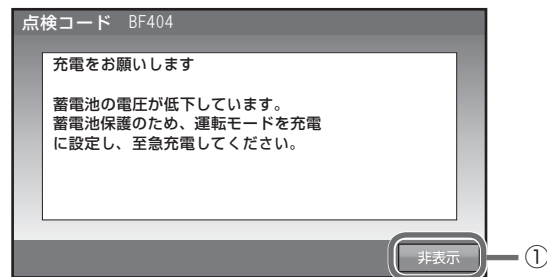 点検コード BF404
充電をお願いします
蓄電池の電圧が低下しています。
蓄電池保護のため、運転モードを充電
に設定し、至急充電してください。
非表示
①